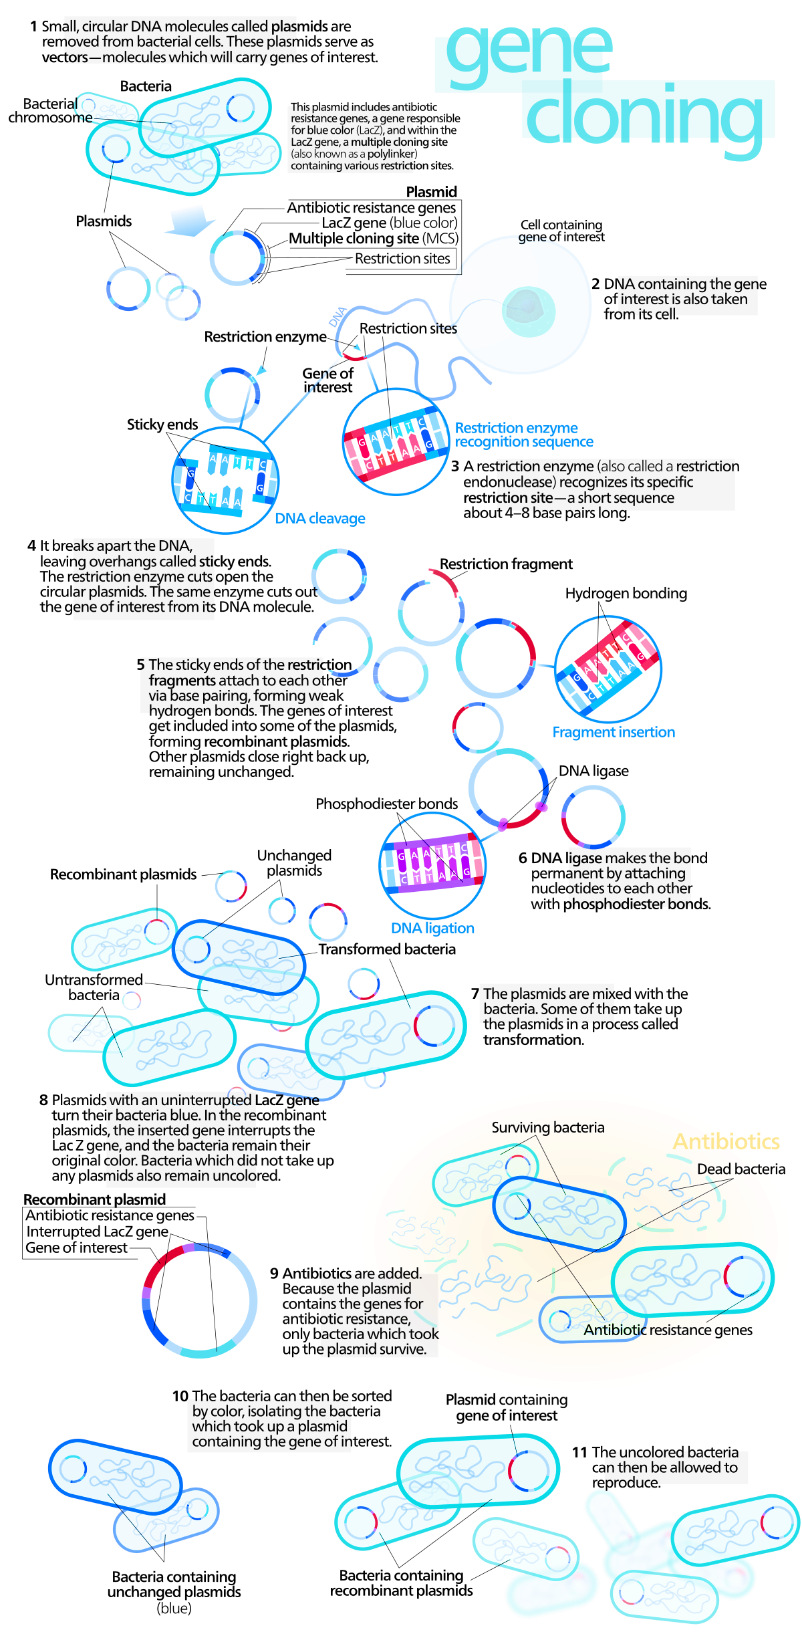 gene
cloning
1 Small, circular DNA molecules called plasmids are
removed from bacterial cells. These plasmids serve as
vectors—molecules which will carry genes of interest.
Bacteria
Bacterial
chromosome
This plasmid includes antibiotic
resistance genes, a gene responsible
for blue color (LacZ), and within the
LacZ gene, a multiple cloning site
(also known as a polylinker)
containing various restriction sites.
Plasmids
Plasmid
Antibiotic resistance genes
LacZ gene (blue color)
Multiple cloning site (MCS)
Restriction sites
Cell containing
gene of interest
2 DNA containing the gene
of interest is also taken
from its cell.
DNA
Restriction enzyme
Restriction sites
Gene of
interest
Sticky ends
G A A T T C
C T T A A G
G A A T T C
C T T A A G
Restriction enzyme
recognition sequence
DNA cleavage
3 A restriction enzyme (also called a restriction
endonuclease) recognizes its specific
restriction site—a short sequence
about 4–8 base pairs long.
4 It breaks apart the DNA,
leaving overhangs called sticky ends.
The restriction enzyme cuts open the
circular plasmids. The same enzyme cuts out
the gene of interest from its DNA molecule.
Restriction fragment
Hydrogen bonding
G A A T T C
C T T A A G
Fragment insertion
5 The sticky ends of the restriction
fragments attach to each other
via base pairing, forming weak
hydrogen bonds. The genes of interest
get included into some of the plasmids,
forming recombinant plasmids.
Other plasmids close right back up,
remaining unchanged.
DNA ligase
Phosphodiester bonds
G A A T T C
C T T A A G
DNA ligation
6 DNA ligase makes the bond
permanent by attaching
nucleotides to each other
with phosphodiester bonds.
Recombinant plasmids
Unchanged
plasmids
Transformed bacteria
Untransformed
bacteria
7 The plasmids are mixed with the
bacteria. Some of them take up
the plasmids in a process called
transformation.
8 Plasmids with an uninterrupted LacZ gene
turn their bacteria blue. In the recombinant
plasmids, the inserted gene interrupts the
Lac Z gene, and the bacteria remain their
original color. Bacteria which did not take up
any plasmids also remain uncolored.
Recombinant plasmid
Antibiotic resistance genes
Interrupted LacZ gene
Gene of interest
Surviving bacteria
Antibiotics
Dead bacteria
Antibiotic resistance genes
9 Antibiotics are added.
Because the plasmid
contains the genes for
antibiotic resistance,
only bacteria which took
up the plasmid survive.
10 The bacteria can then be sorted
by color, isolating the bacteria
which took up a plasmid
containing the gene of interest.
Plasmid containing
gene of interest
11 The uncolored bacteria
can then be allowed to
reproduce.
Bacteria containing
unchanged plasmids
(blue)
Bacteria containing
recombinant plasmids